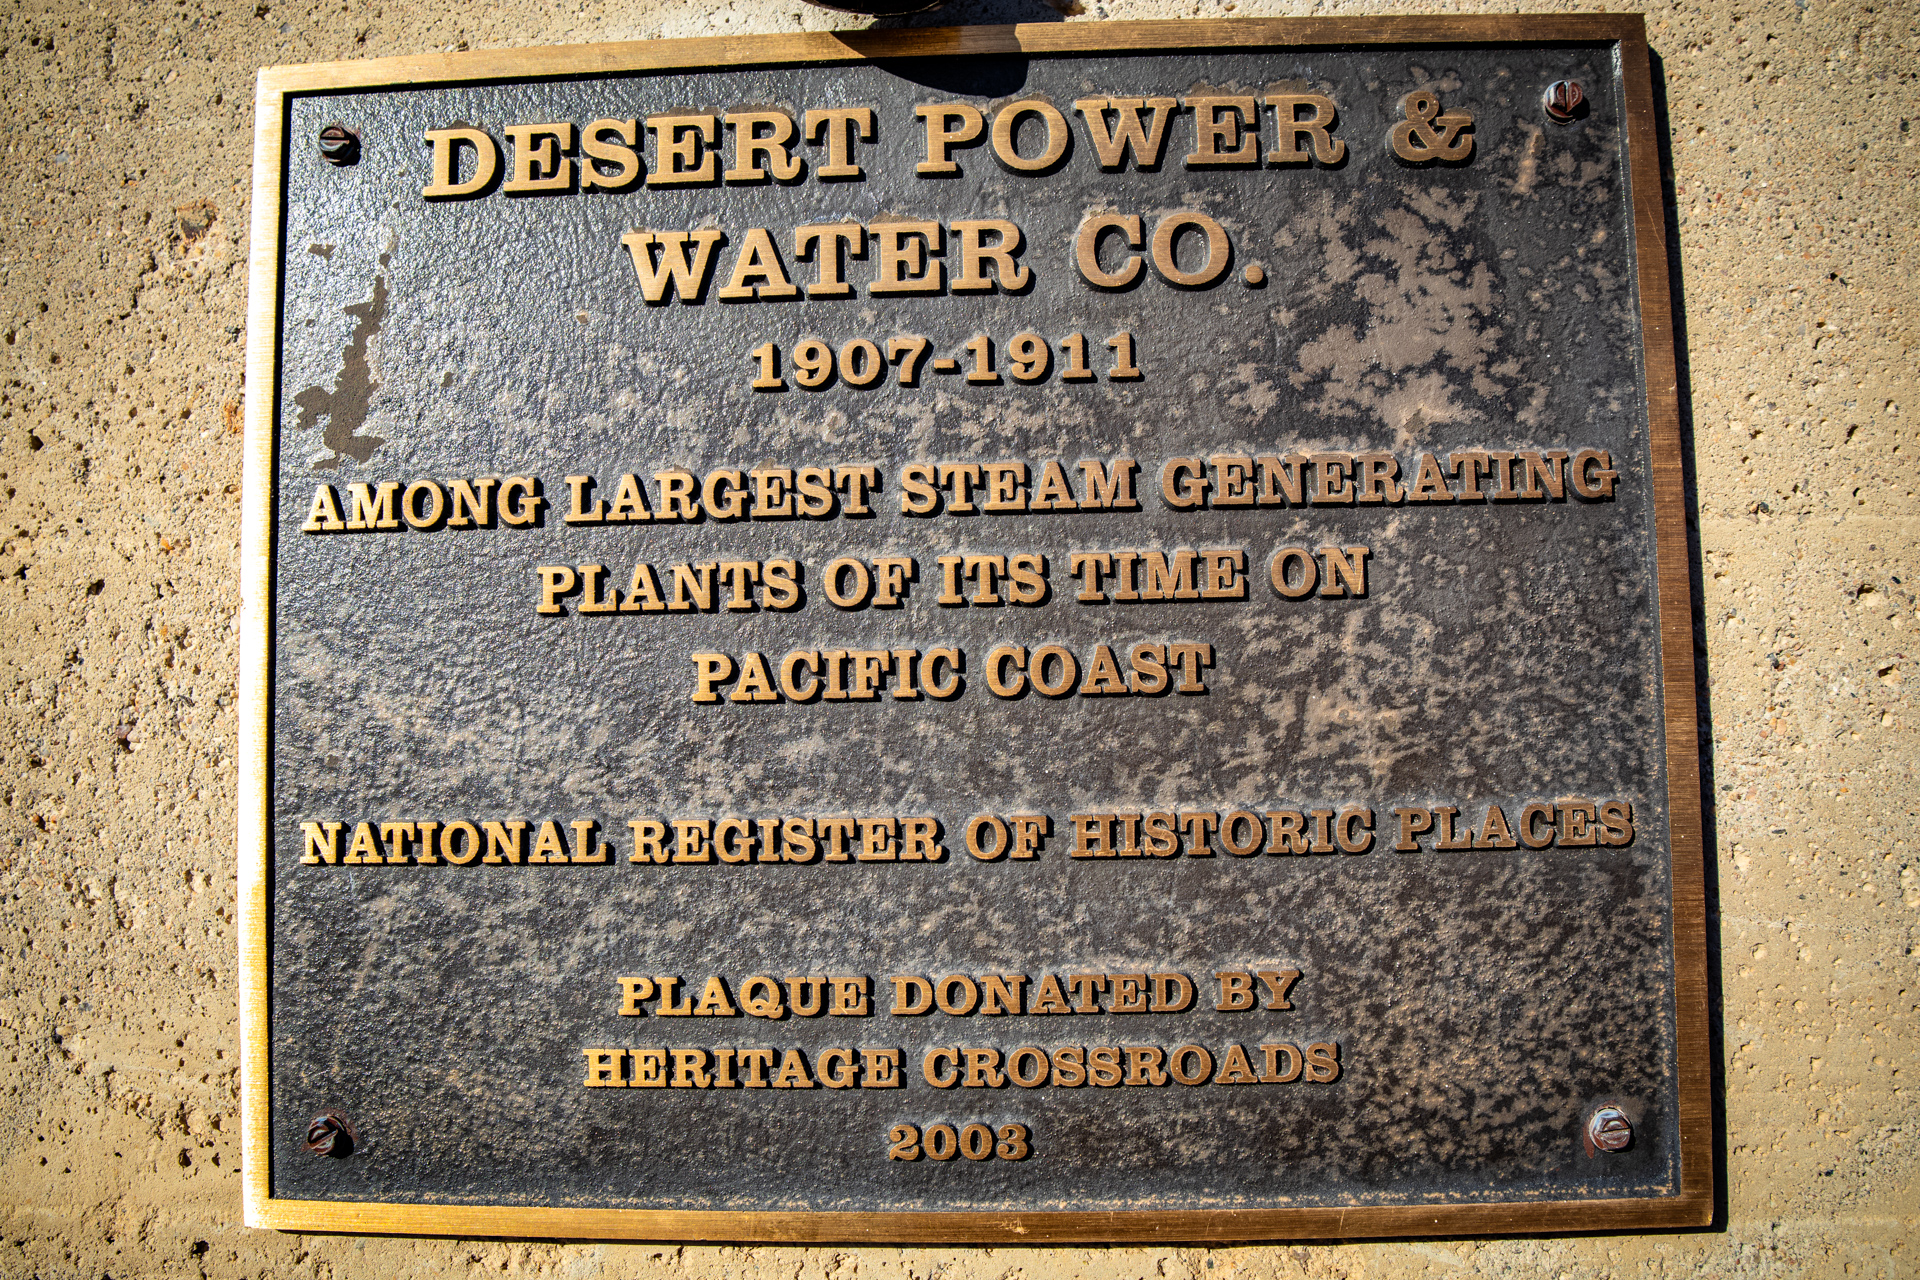 DESERT POWER &
WATER CO.
1907-1911
AMONG LARGEST STEAM GENERATING
PLANTS OF ITS TIME ON
PACIFIC COAST
NATIONAL REGISTER OF HISTORIC PLACES
PLAQUE DONATED BY
HERITAGE CROSSROADS
2003